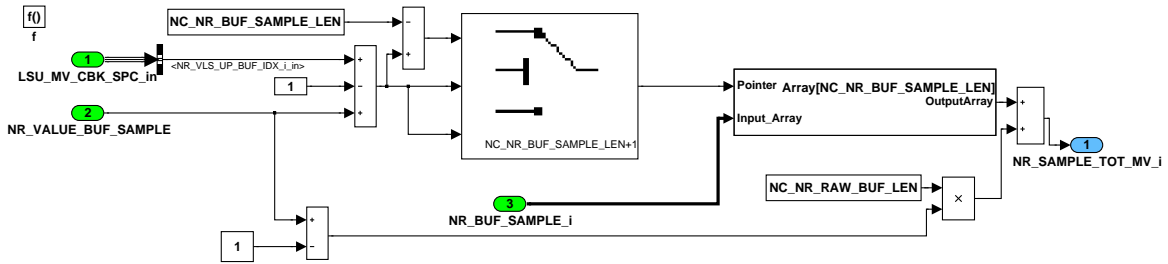 f()
f
NC_NR_BUF_SAMPLE_LEN
1
LSU_MV_CBK_SPC_in
<NR_VLS_UP_BUF_IDX_i_in>
1
2
NR_VALUE_BUF_SAMPLE
NC_NR_BUF_SAMPLE_LEN+1
Pointer
Array[NC_NR_BUF_SAMPLE_LEN]
OutputArray
Input_Array
1
NR_SAMPLE_TOT_MV_i
NC_NR_RAW_BUF_LEN
3
NR_BUF_SAMPLE_i
×
1
−
+
+
−
+
+
−
+
+